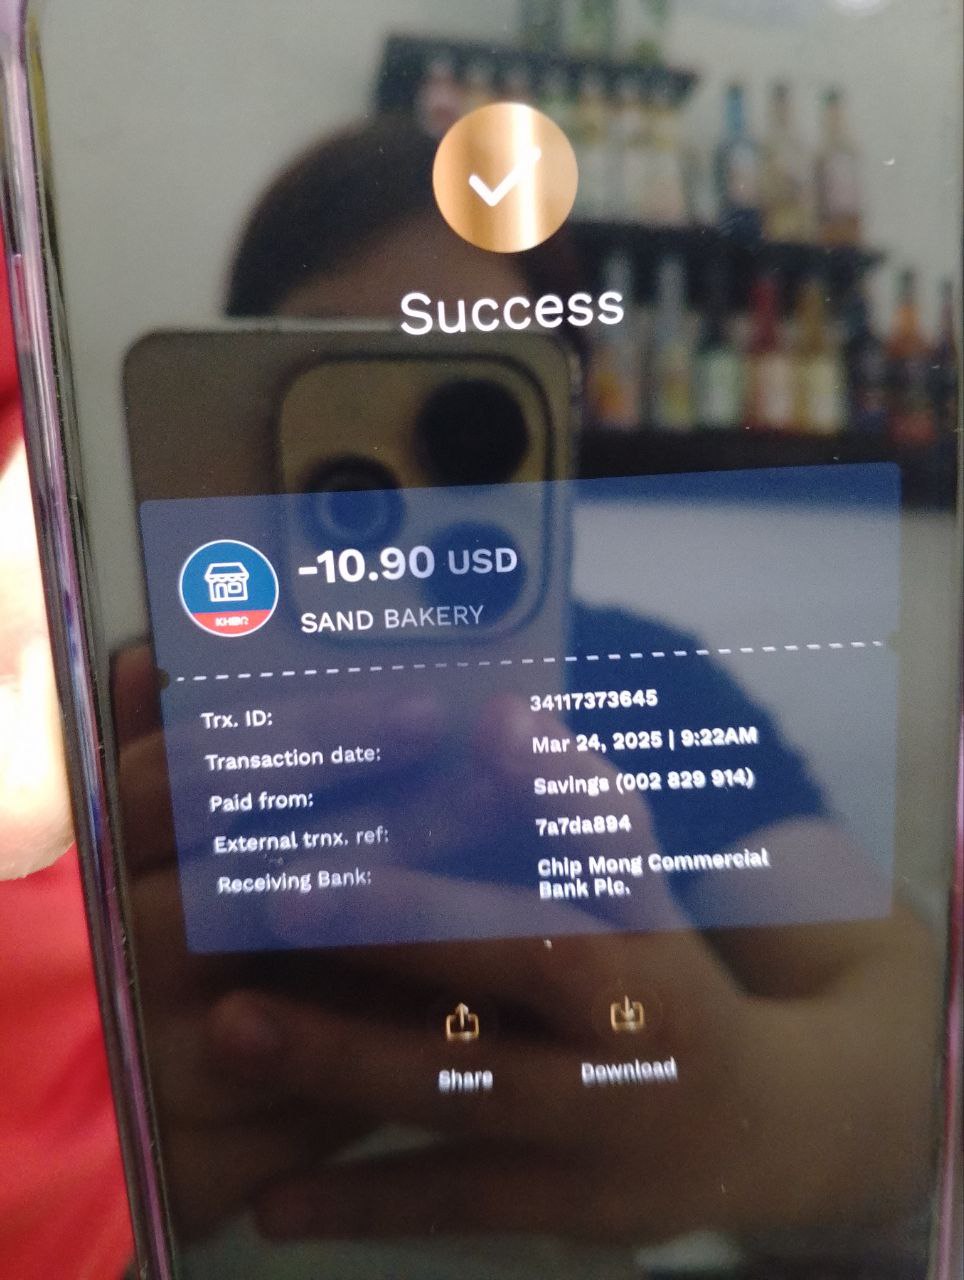 Success
-10.90 USD
KHQR
SAND BAKERY
Trx. ID: 34117373645
Transaction date: Mar 24, 2025 | 9:22AM
Paid from: Savings (002 829 914)
External trnx. ref: 7a7da894
Receiving Bank: Chip Mong Commercial
Bank Plc.
Share Download